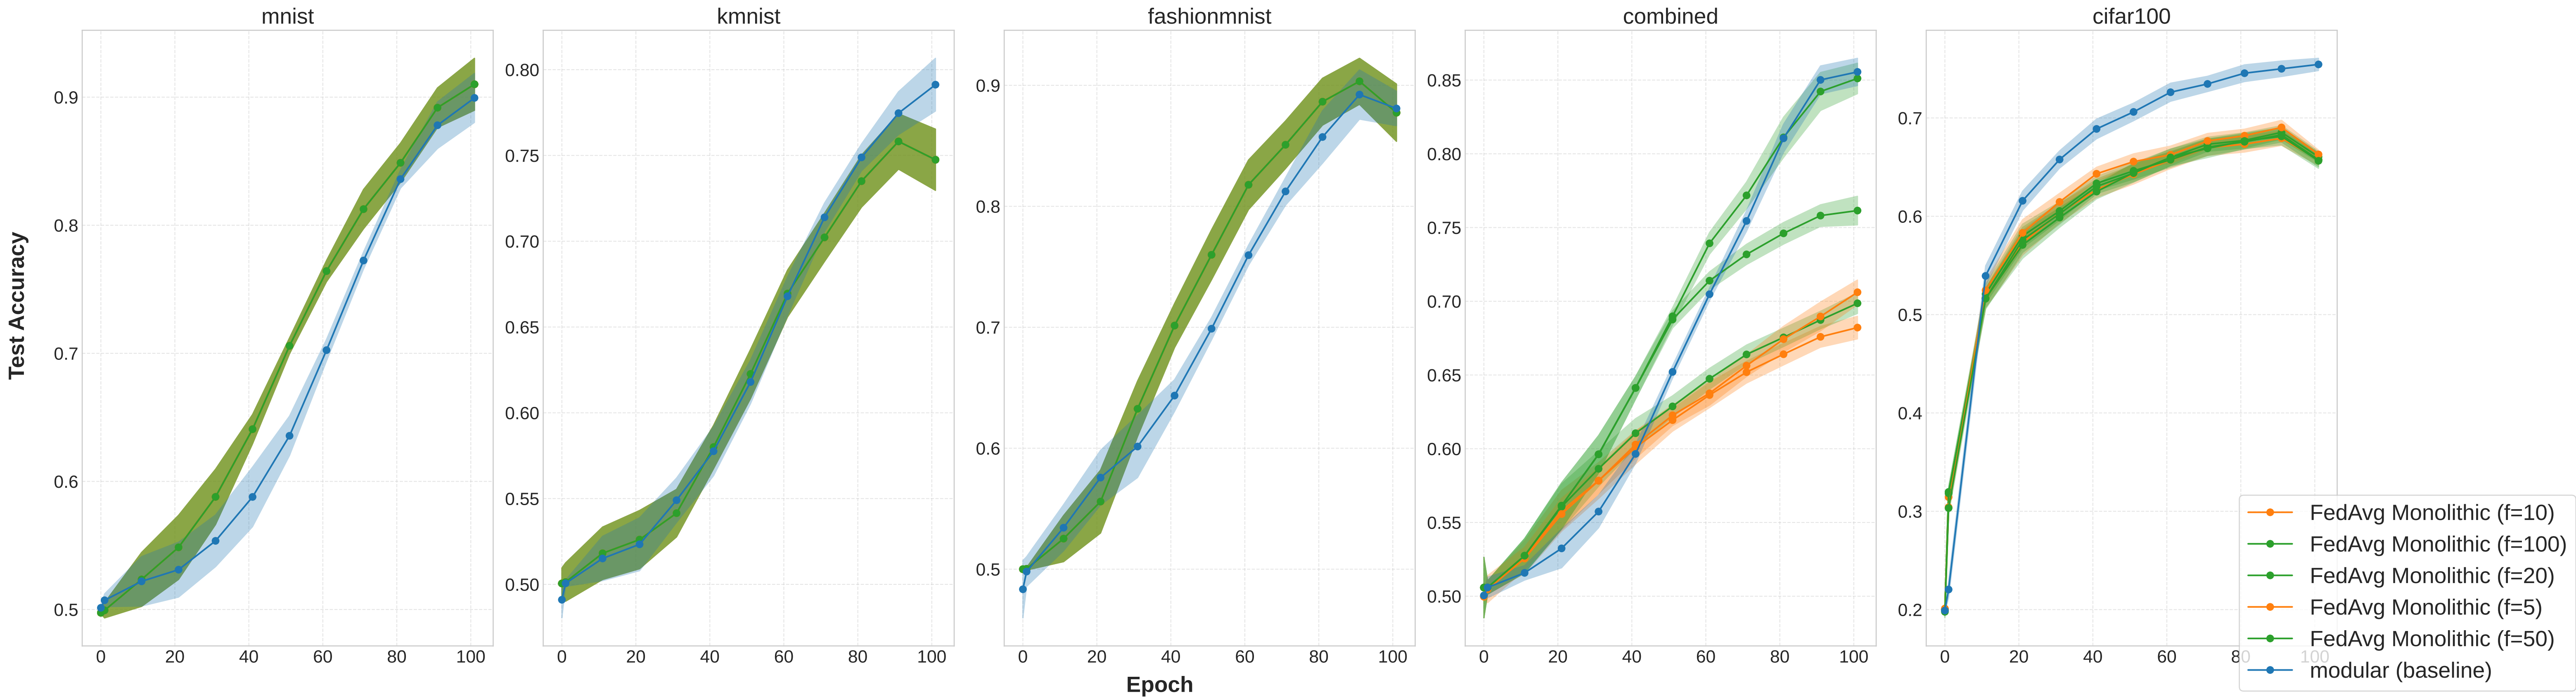 mnist
kmnist
fashionmnist
combined
cifar100
Test Accuracy
0.9
0.8
0.7
0.6
0.5
0 20 40 60 80 100
0.80
0.75
0.70
0.65
0.60
0.55
0.50
0 20 40 60 80 100
0.9
0.8
0.7
0.6
0.5
0 20 40 60 80 100
0.85
0.80
0.75
0.70
0.65
0.60
0.55
0.50
0 20 40 60 80 100
0.7
0.6
0.5
0.4
0.3
0.2
0 20 40 60 80 100
Epoch
FedAvg Monolithic (f=10)
FedAvg Monolithic (f=100)
FedAvg Monolithic (f=20)
FedAvg Monolithic (f=5)
FedAvg Monolithic (f=50)
modular (baseline)